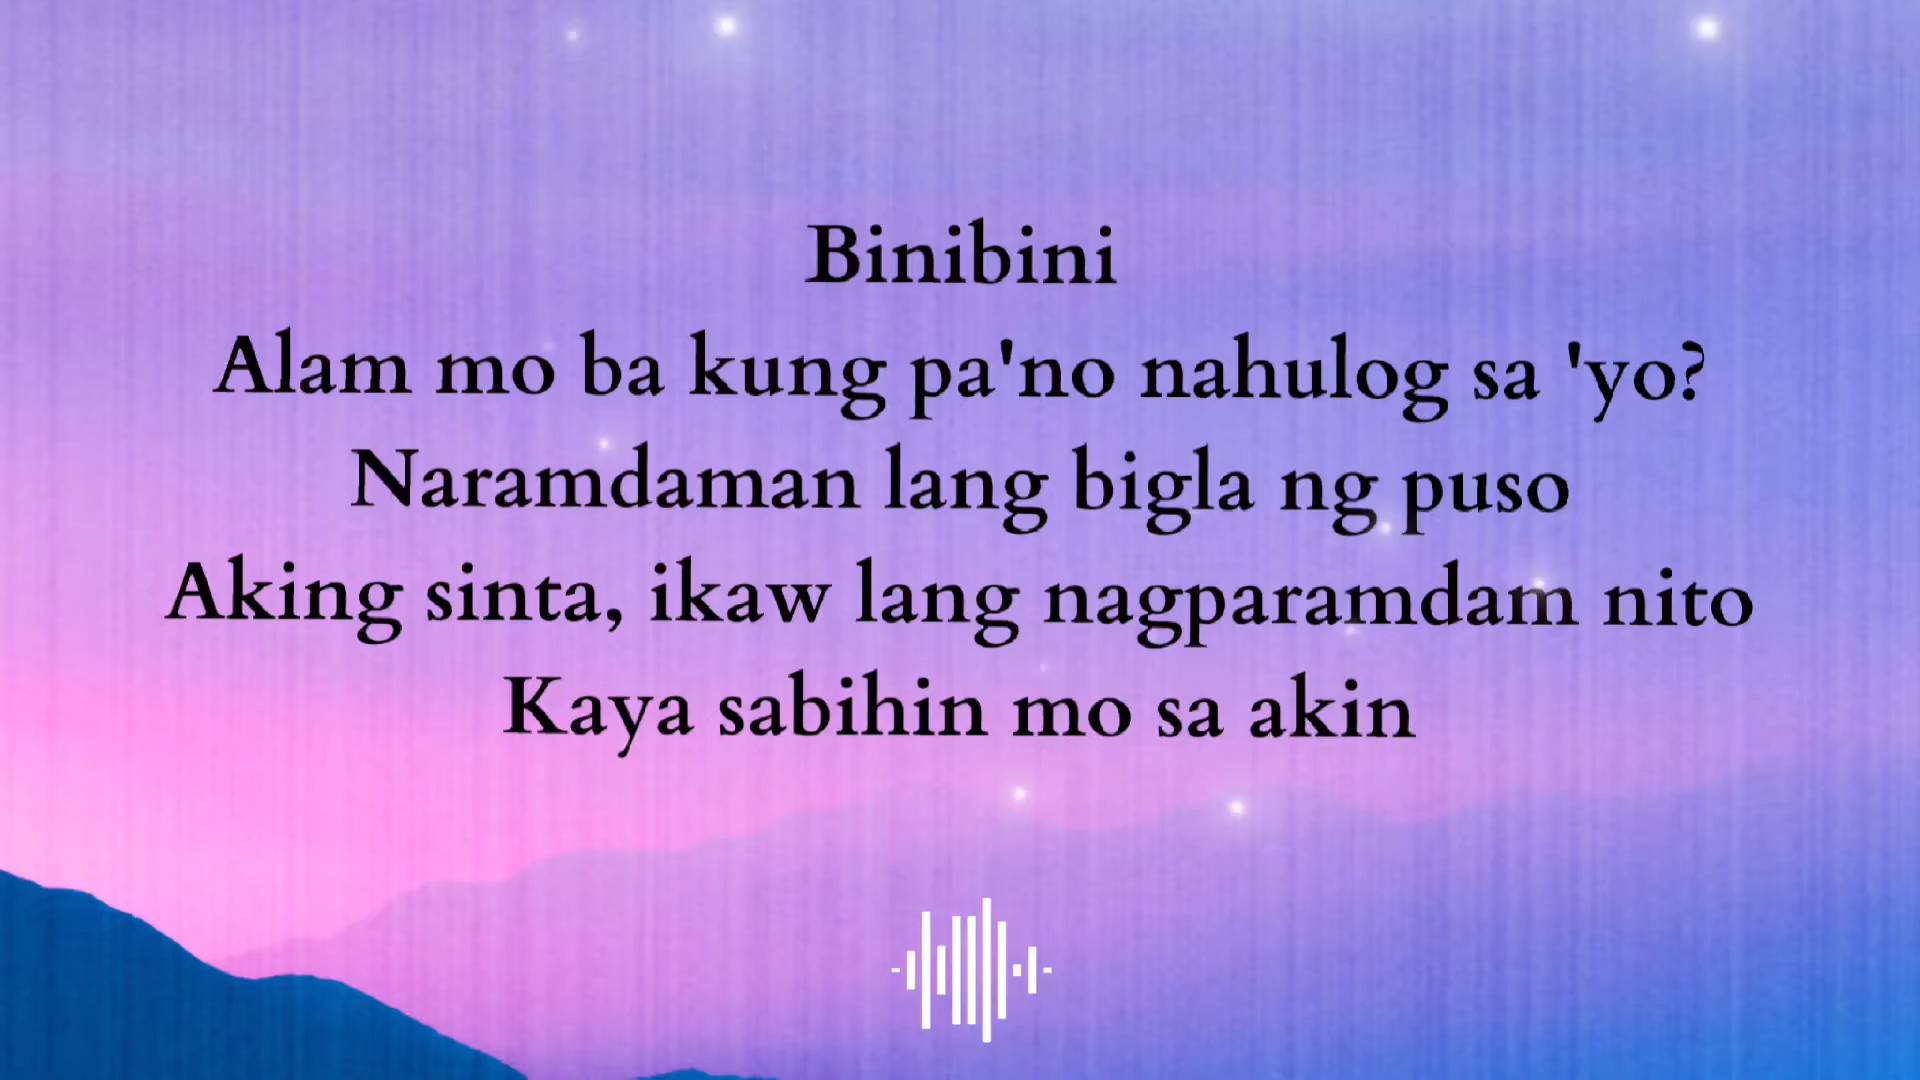 Binibini
Alam mo ba kung pa'no nahulog sa 'yo?
Naramdaman lang bigla ng puso
Aking sinta, ikaw lang nagparamdam nito
Kaya sabihin mo sa akin